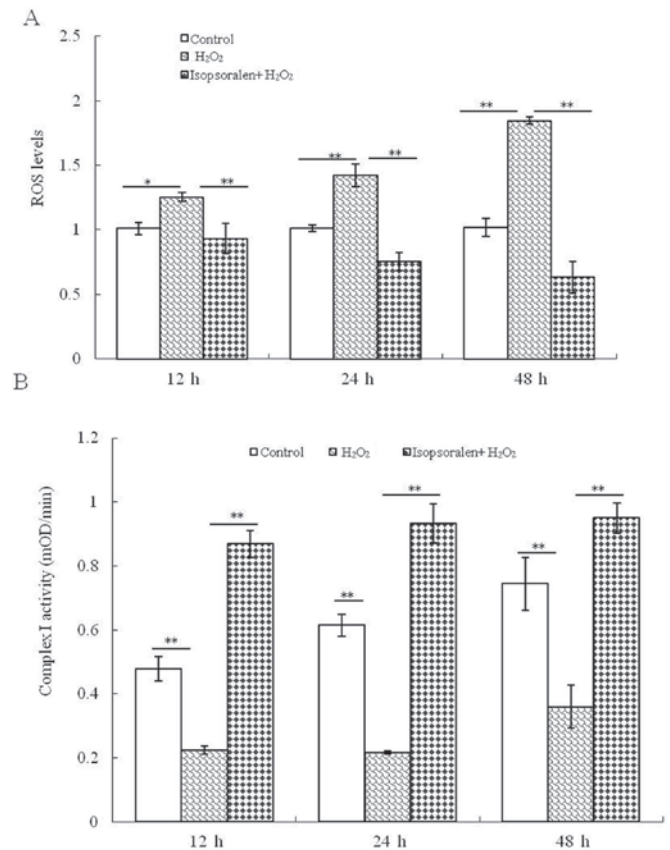 A
2.5
Control
H₂O₂
Isopsoralen+H₂O₂
2
** **
1.5
** **
* **
1
0.5
0
ROS levels
12 h 24 h 48 h
B
1.2
Control H₂O₂ Isopsoralen+H₂O₂
1
** ** **
0.8
** ** **
0.6
0.4
0.2
0
Complex I activity (mOD/min)
12 h 24 h 48 h